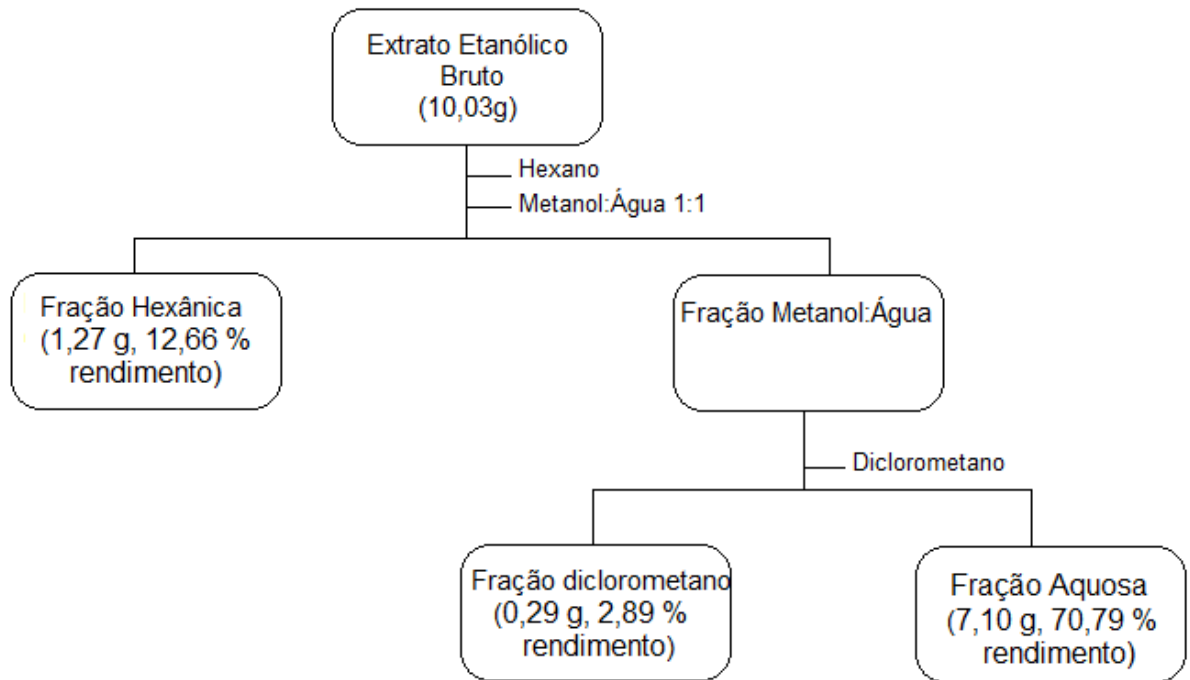 Extrato Etanólico
Bruto
(10,03g)
Hexano
Metanol:Água 1:1
Fração Hexânica
(1,27 g, 12,66 %
rendimento)
Fração Metanol:Água
Diclorometano
Fração diclorometano
(0,29 g, 2,89 %
rendimento)
Fração Aquosa
(7,10 g, 70,79 %
rendimento)